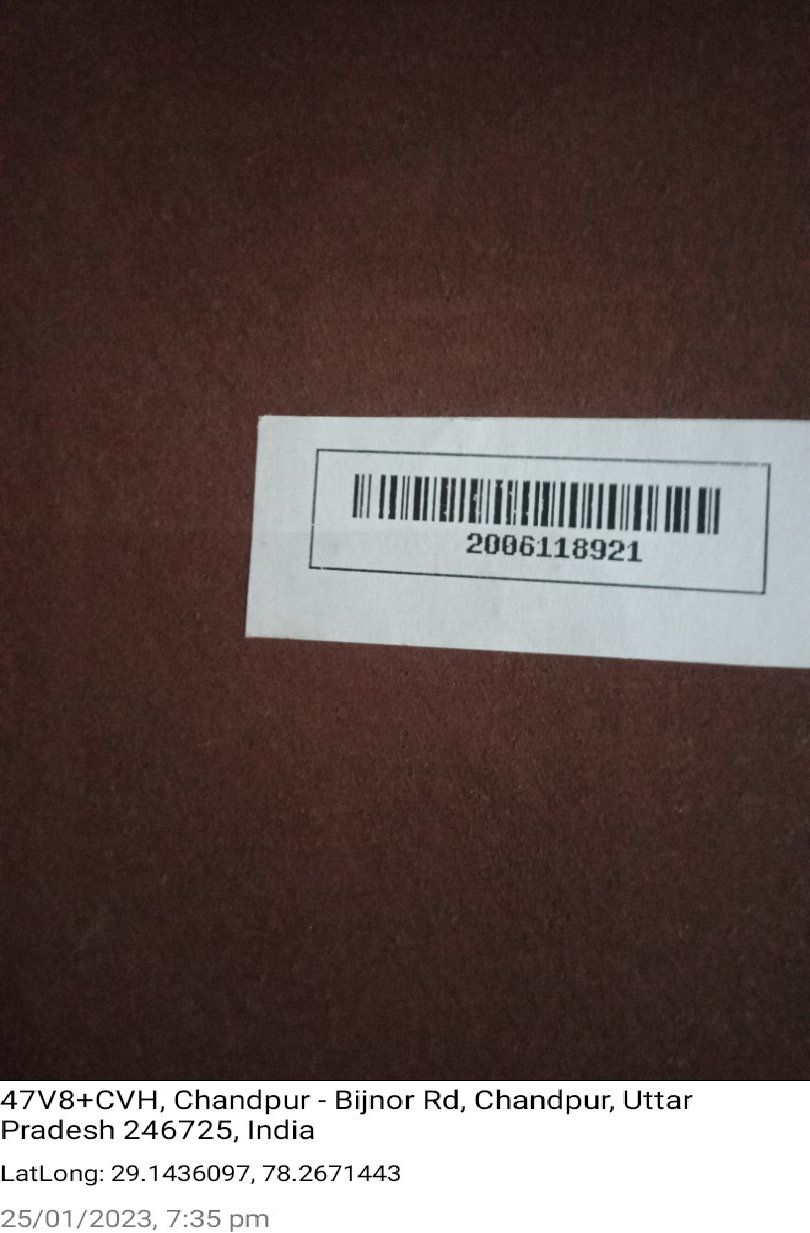 2006118921
47V8+CVH, Chandpur - Bijnor Rd, Chandpur, Uttar
Pradesh 246725, India
LatLong: 29.1436097, 78.2671443
25/01/2023, 7:35 pm